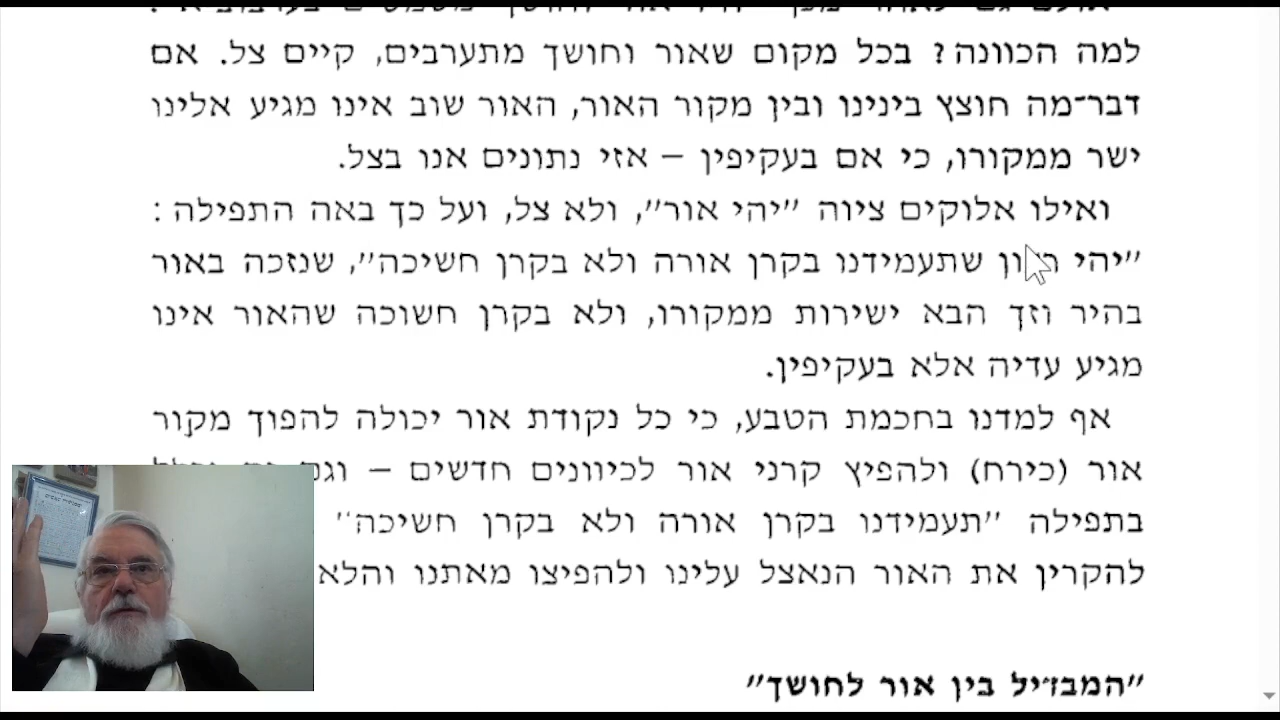 למה הכוונה? בכל מקום שאור וחושך מתערבים, קיים צל. אם
דבר־מה חוצץ בינינו ובין מקור האור, האור שוב אינו מגיע אלינו
ישר ממקורו, כי אם בעקיפין – אזי נתונים אנו בצל.
ואילו אלוקים ציוה "יהי אור", ולא צל, ועל כך באה התפילה:
"יהי שתעמידנו בקרן אורה ולא בקרן חשיכה", שנזכה באור
בהיר וזך הבא ישירות ממקורו, ולא בקרן חשוכה שהאור אינו
מגיע עדיה אלא בעקיפין.
אף למדנו בחכמת הטבע, כי כל נקודת אור יכולה להפוך מקור
אור (כירח) ולהפיץ קרני אור לכיוונים חדשים –
בתפילה "תעמידנו בקרן אורה ולא בקרן חשיכה"
להקרין את האור הנאצל עלינו ולהפיצו מאתנו והלא
"המבדיל בין אור לחושך"